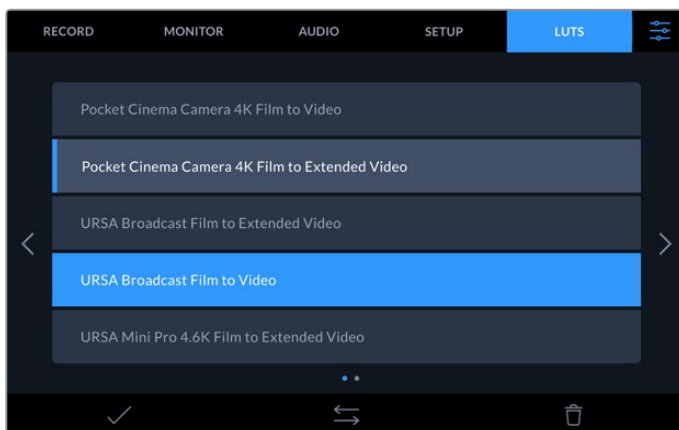 RECORD MONITOR AUDIO SETUP LUTS
Pocket Cinema Camera 4K Film to Video
Pocket Cinema Camera 4K Film to Extended Video
URSA Broadcast Film to Extended Video
URSA Broadcast Film to Video
URSA Mini Pro 4.6K Film to Extended Video